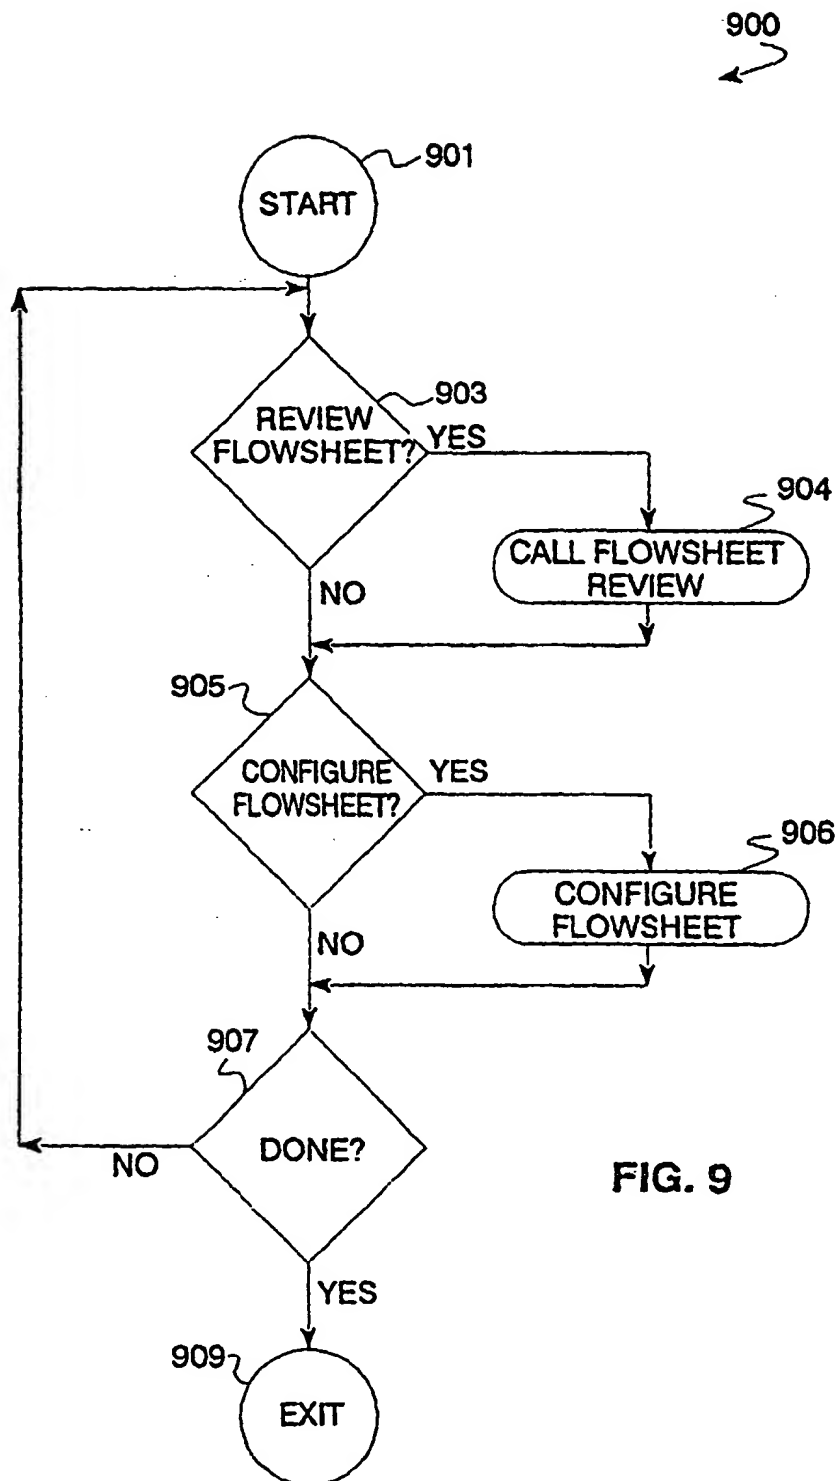 900
901
START
903
REVIEW
FLOWSHEET?
YES
904
CALL FLOWSHEET
REVIEW
NO
905
CONFIGURE
FLOWSHEET?
YES
906
CONFIGURE
FLOWSHEET
NO
907
DONE?
NO
FIG. 9
YES
909
EXIT